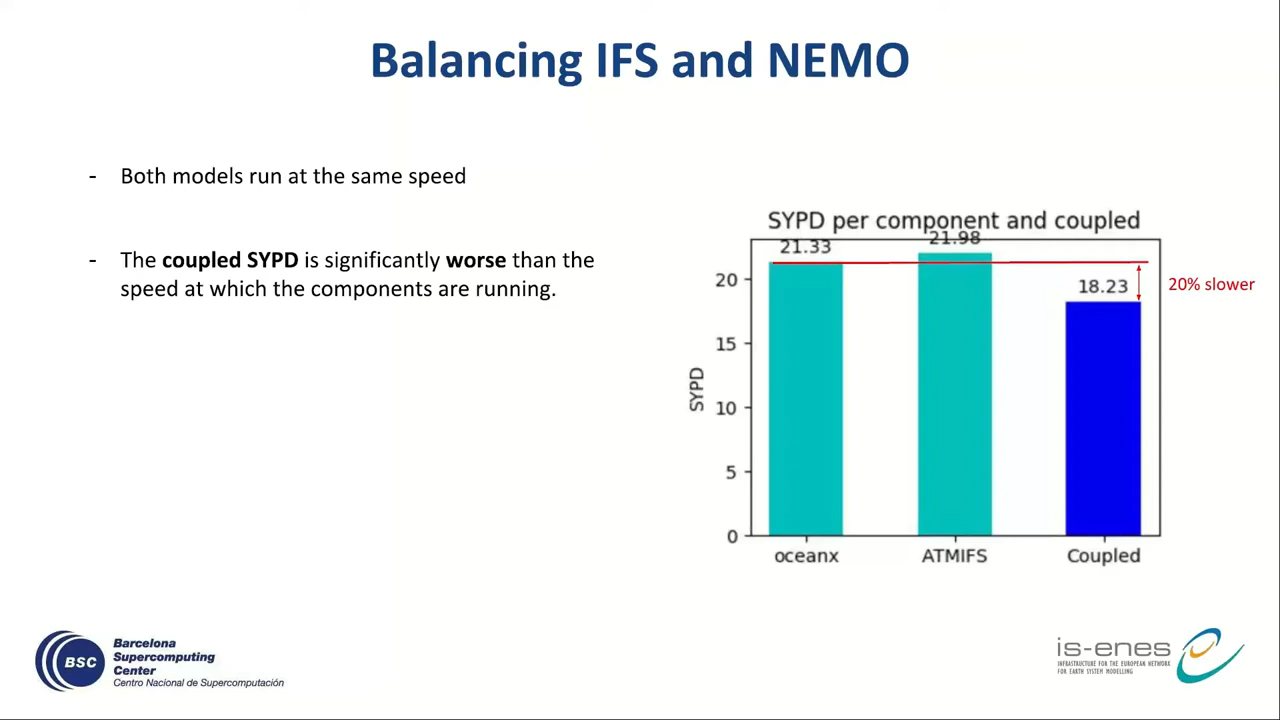 Balancing IFS and NEMO
- Both models run at the same speed
- The coupled SYPD is significantly worse than the
speed at which the components are running.
SYPD per component and coupled
21.33
21.98
18.23
20% slower
20
15
10
5
0
SYPD
oceanx
ATMIFS
Coupled
BSC
Barcelona
Supercomputing
Center
Centro Nacional de Supercomputación
is-enes
INFRASTRUCTURE FOR THE EUROPEAN NETWORK
FOR EARTH SYSTEM MODELLING